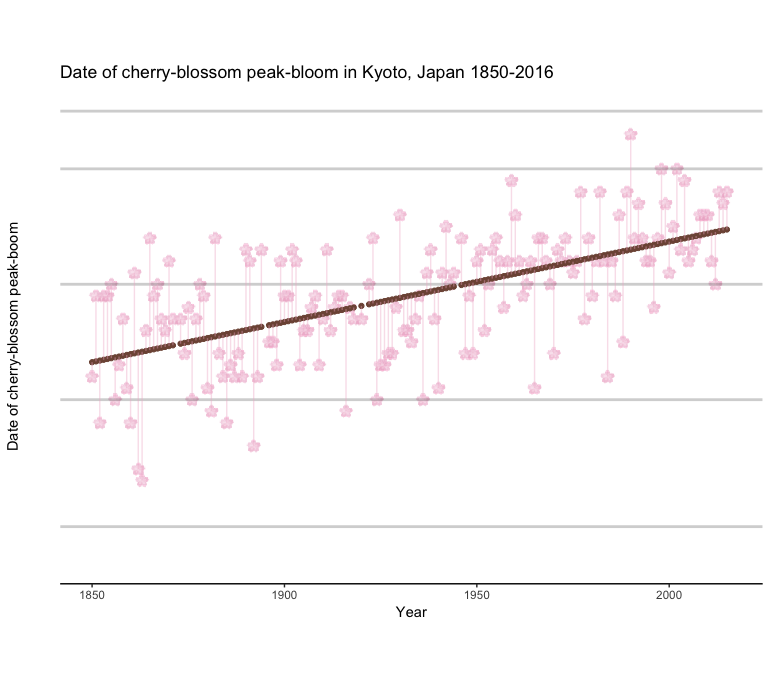 Date of cherry-blossom peak-bloom in Kyoto, Japan 1850-2016
Date of cherry-blossom peak-boom
1850 1900 1950 2000
Year